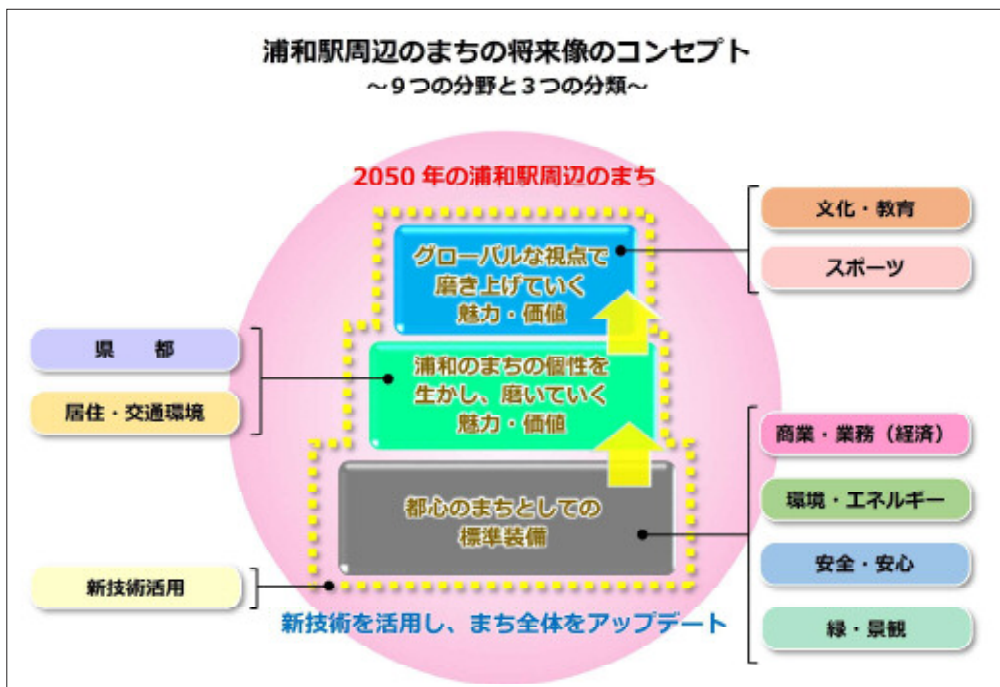 浦和駅周辺のまちの将来像のコンセプト
～９つの分野と３つの分類～
2050 年の浦和駅周辺のまち
グローバルな視点で
磨き上げていく
魅力・価値
文化・教育
スポーツ
県　　都
居住・交通環境
浦和のまちの個性を
生かし、磨いていく
魅力・価値
都心のまちとしての
標準装備
商業・業務（経済）
環境・エネルギー
安全・安心
緑・景観
新技術活用
新技術を活用し、まち全体をアップデート